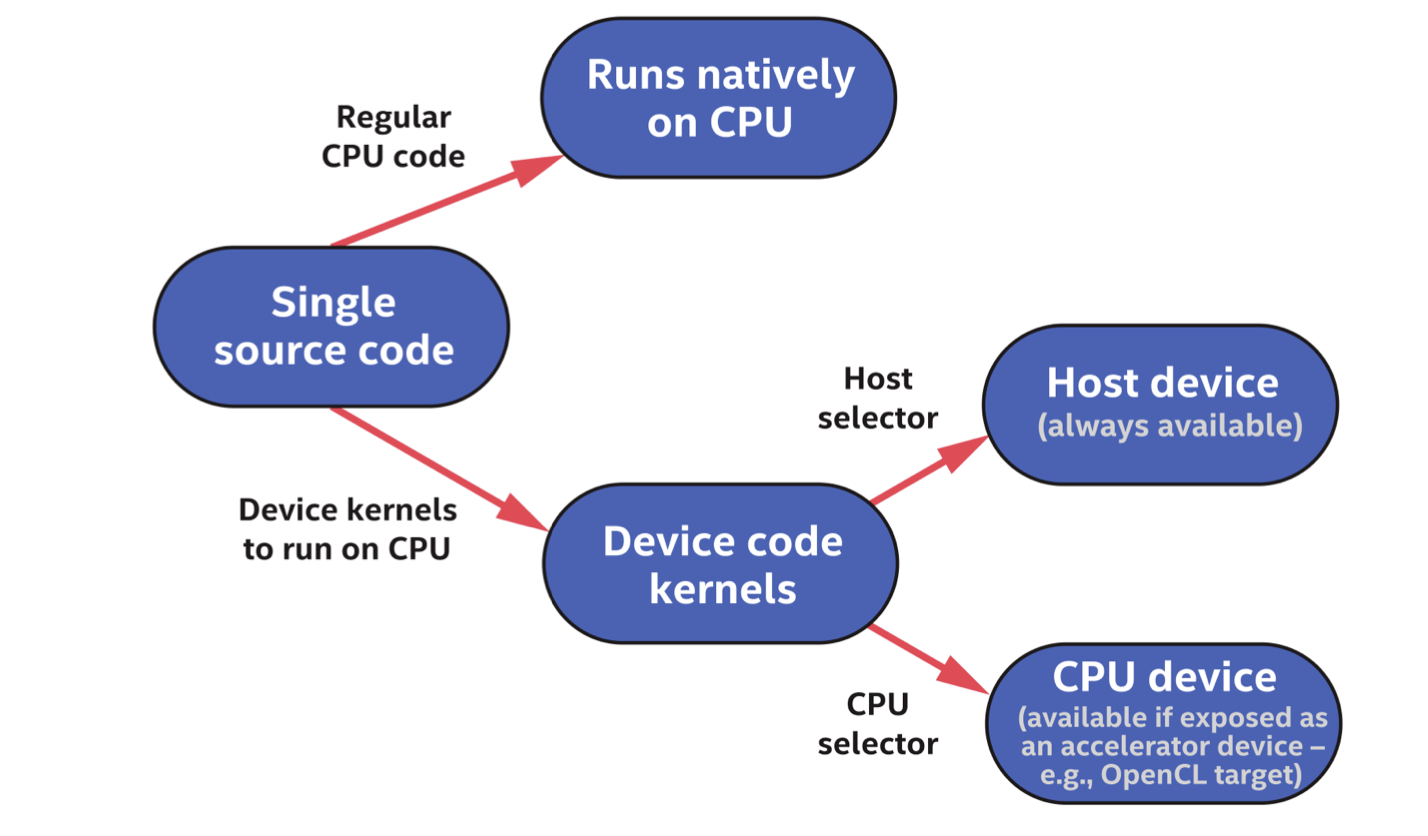 Runs natively
on CPU
Regular
CPU code
Single
source code
Host
selector
Host device
(always available)
Device kernels
to run on CPU
Device code
kernels
CPU
selector
CPU device
(available if exposed as
an accelerator device –
e.g., OpenCL target)